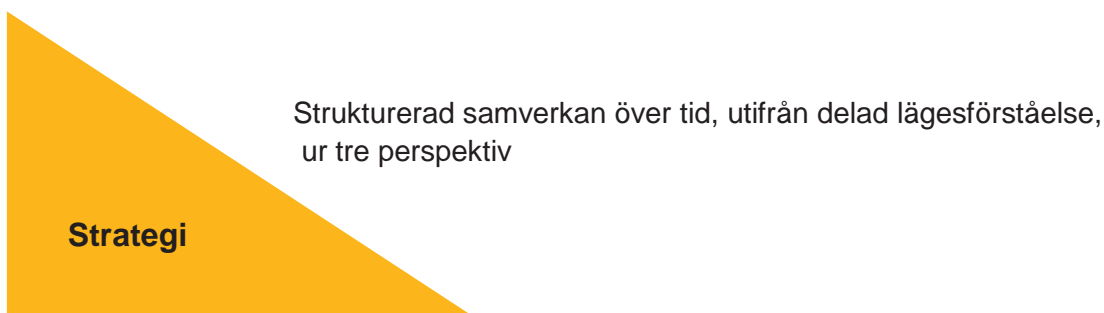 Strukturerad samverkan över tid, utifrån delad lägesförståelse,
ur tre perspektiv
Strategi